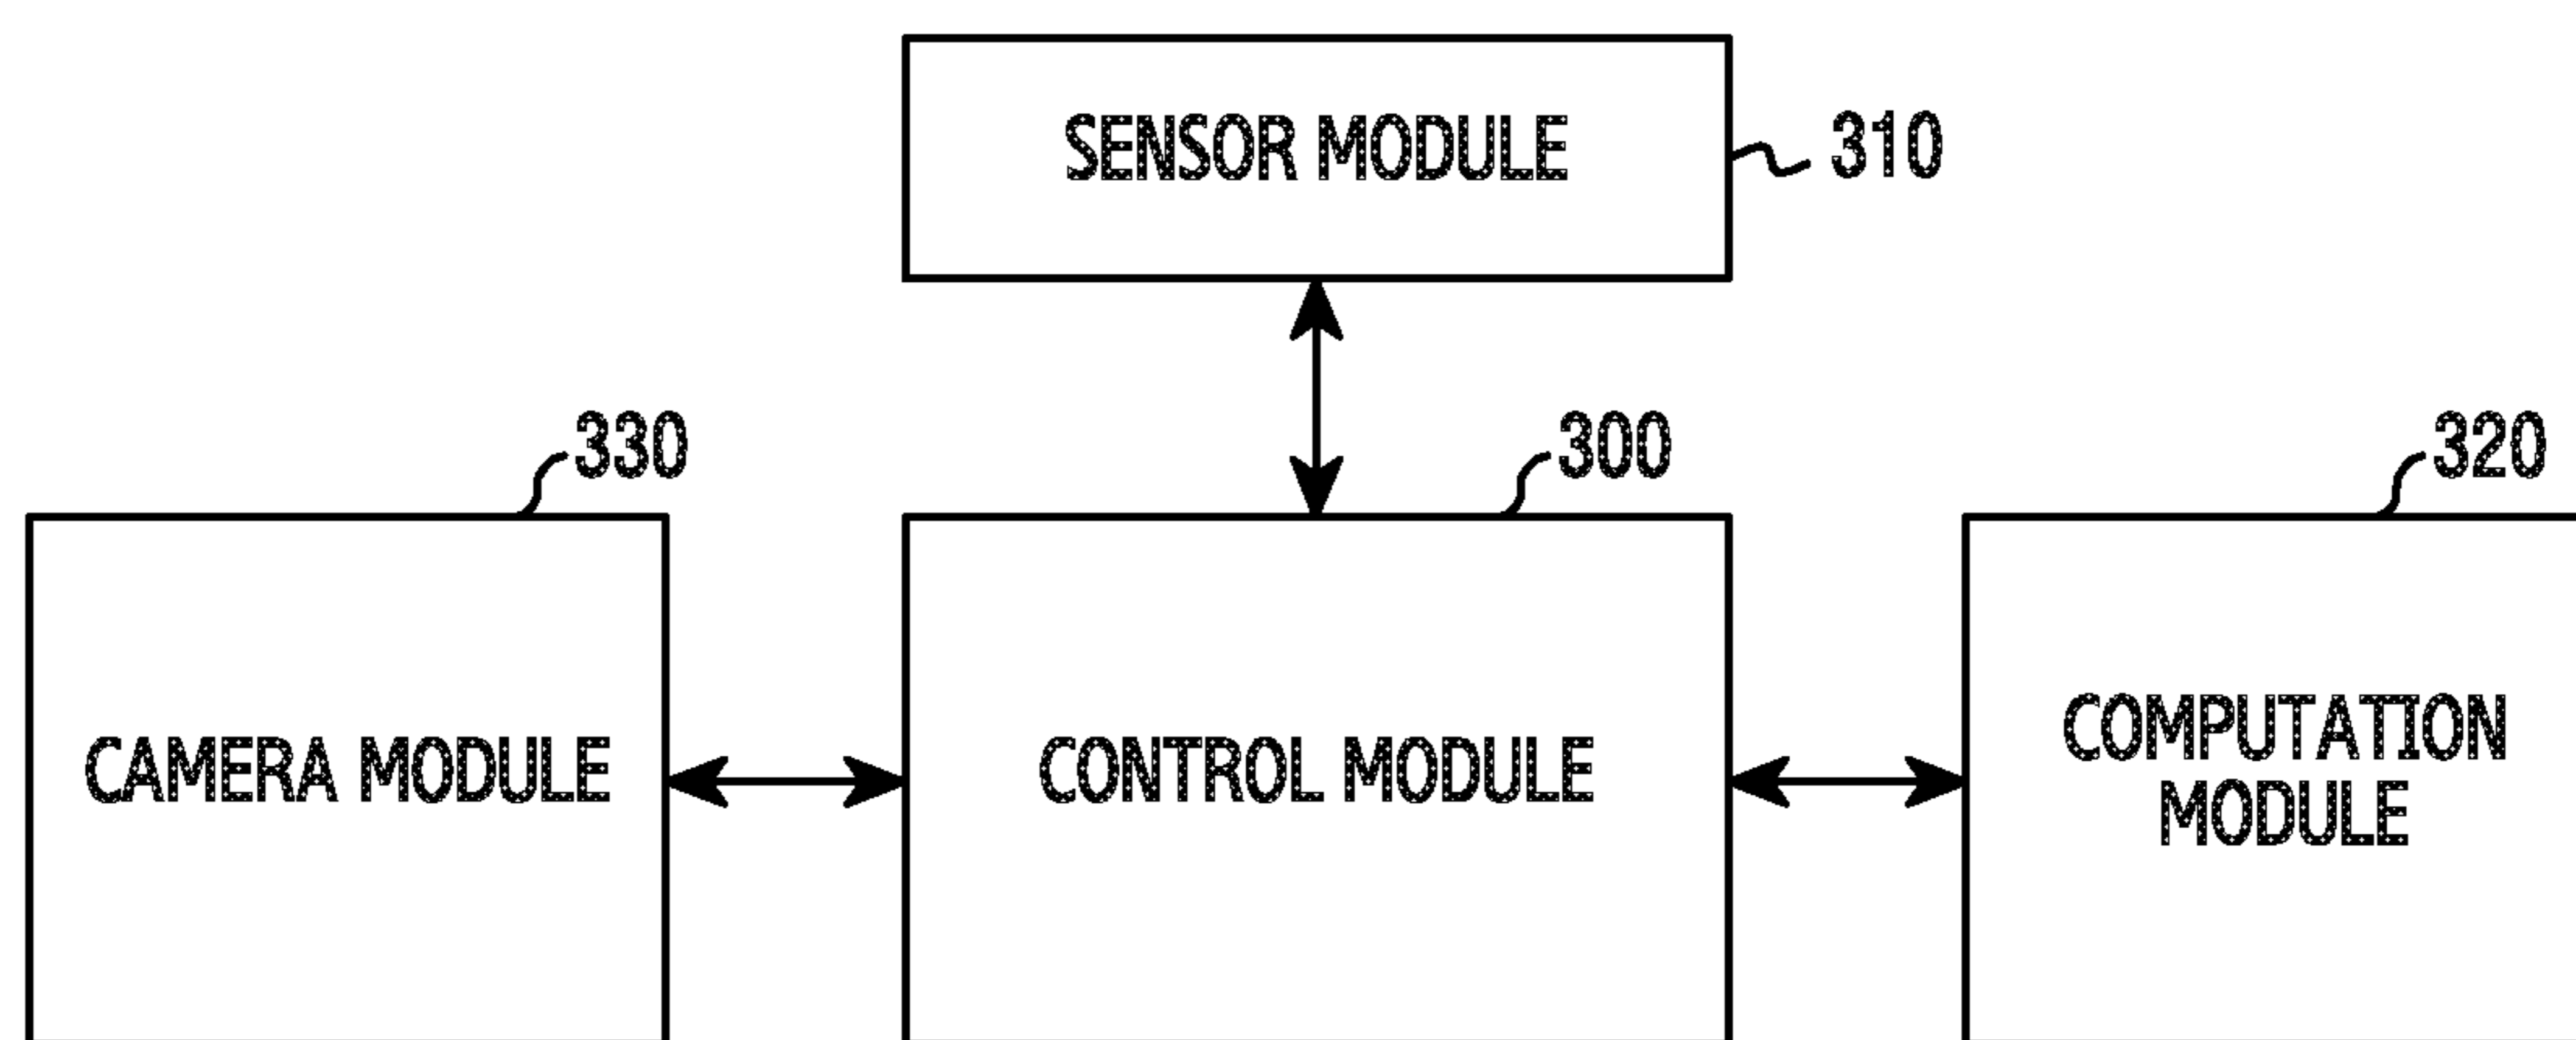 SENSOR MODULE
310
330
300
320
CAMERA MODULE
CONTROL MODULE
COMPUTATION
MODULE